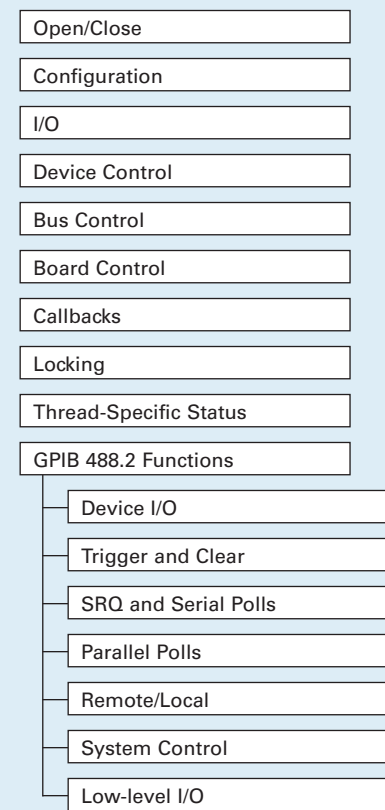 Open/Close
Configuration
I/O
Device Control
Bus Control
Board Control
Callbacks
Locking
Thread-Specific Status
GPIB 488.2 Functions
Device I/O
Trigger and Clear
SRQ and Serial Polls
Parallel Polls
Remote/Local
System Control
Low-level I/O